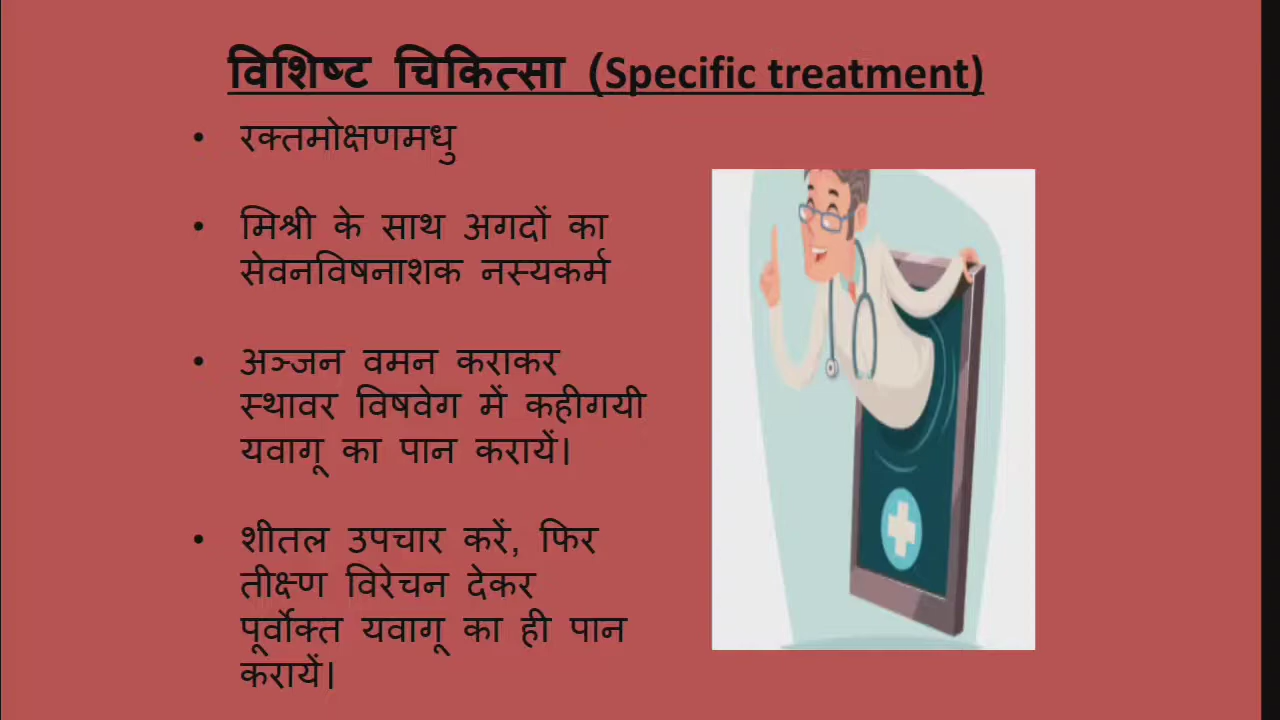 विशिष्ट चिकित्सा (Specific treatment)
• रक्तमोक्षणमधु
• मिश्री के साथ अगदों का
सेवनविषनाशक नस्यकर्म
• अञ्जन वमन कराकर
स्थावर विषवेग में कहीगयी
यवागू का पान करायें।
• शीतल उपचार करें, फिर
तीक्ष्ण विरेचन देकर
पूर्वोक्त यवागू का ही पान
करायें।